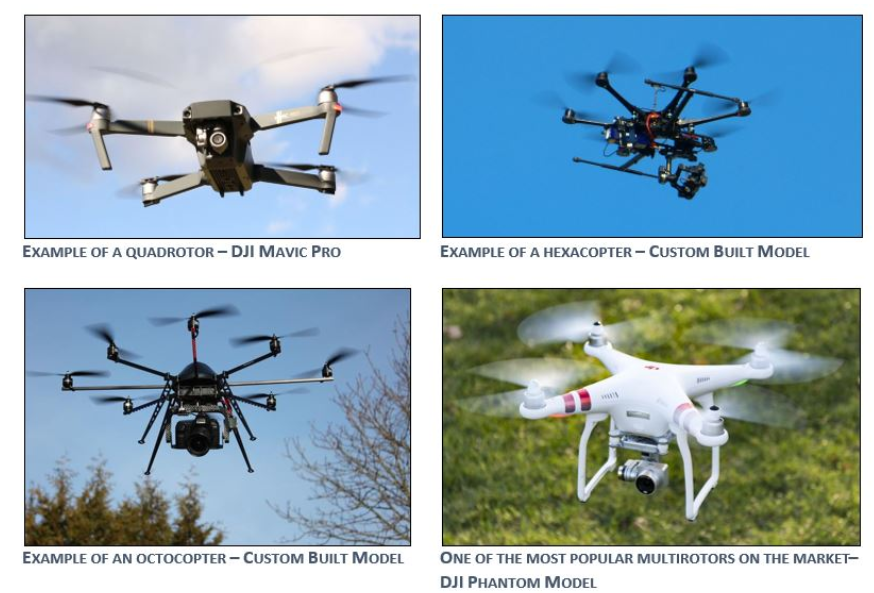 EXAMPLE OF A QUADROTOR – DJI MAVIC PRO
EXAMPLE OF A HEXACOPTER – CUSTOM BUILT MODEL
EXAMPLE OF AN OCTOCOPTER – CUSTOM BUILT MODEL
ONE OF THE MOST POPULAR MULTIROTORS ON THE MARKET–
DJI PHANTOM MODEL